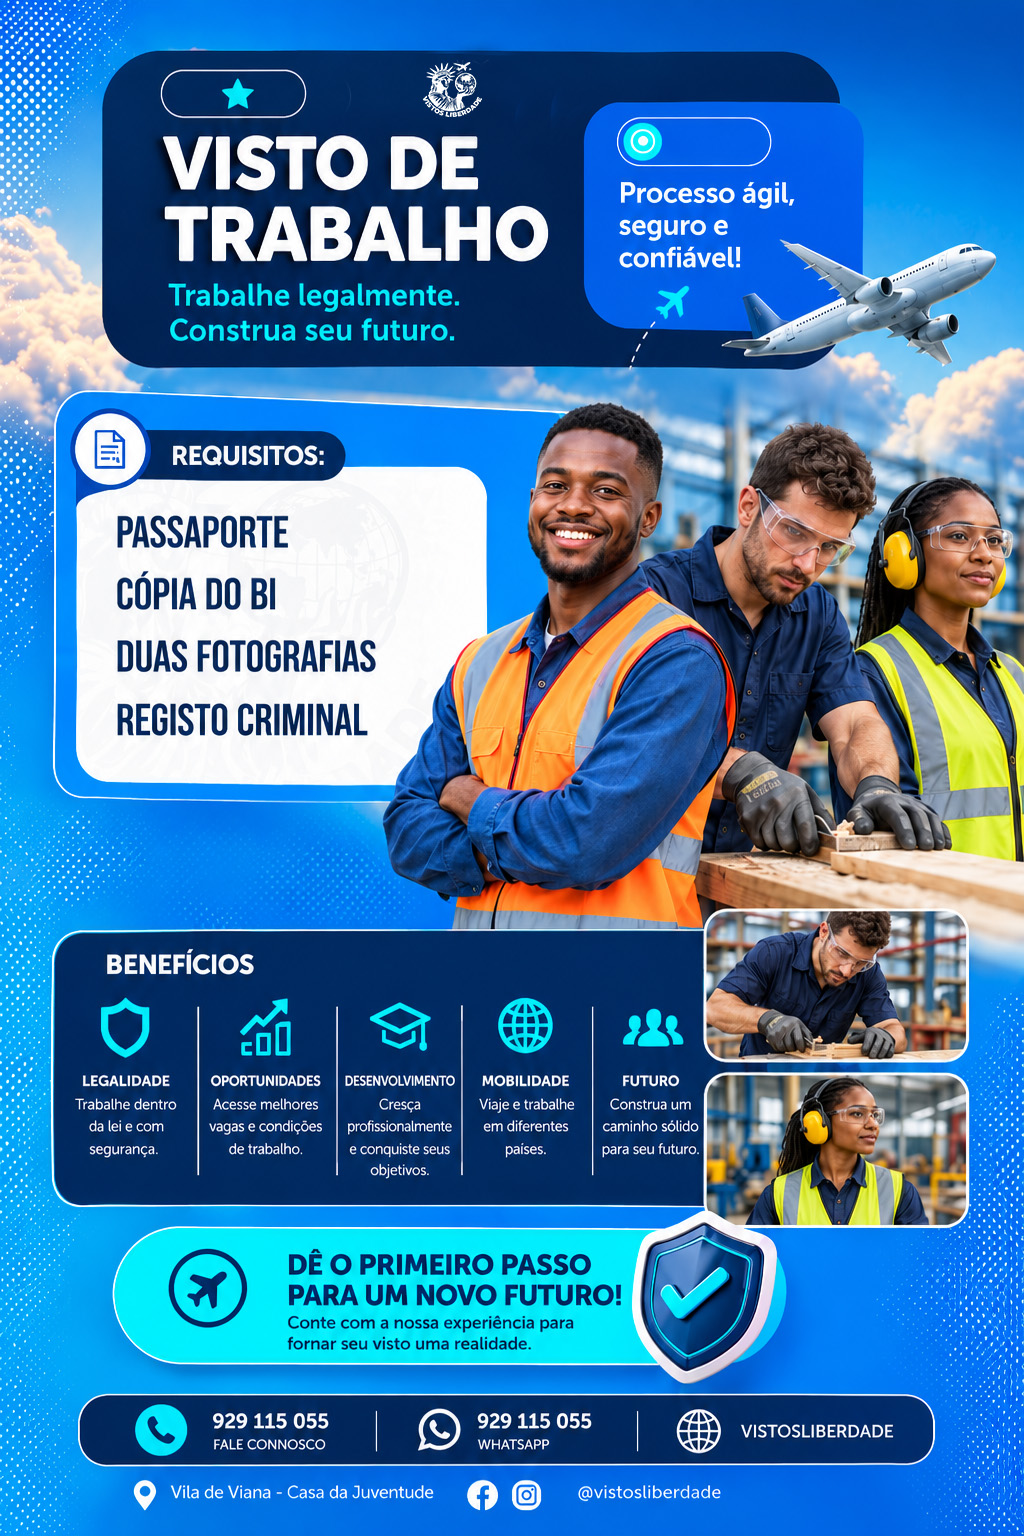 VISTOS LIBERDADE
VISTO DE
TRABALHO
Trabalhe legalmente.
Construa seu futuro.
Processo ágil,
seguro e
confiável!
REQUISITOS:
PASSAPORTE
CÓPIA DO BI
DUAS FOTOGRAFIAS
REGISTO CRIMINAL
BENEFÍCIOS
LEGALIDADE
Trabalhe dentro
da lei e com
segurança.
OPORTUNIDADES
Acesse melhores
vagas e condições
de trabalho.
DESENVOLVIMENTO
Cresça
profissionalmente
e conquiste seus
objetivos.
MOBILIDADE
Viaje e trabalhe
em diferentes
países.
FUTURO
Construa um
caminho sólido
para seu futuro.
DÊ O PRIMEIRO PASSO
PARA UM NOVO FUTURO!
Conte com a nossa experiência para
fornar seu visto uma realidade.
929 115 055
FALE CONNOSCO
929 115 055
WHATSAPP
VISTOSLIBERDADE
Vila de Viana - Casa da Juventude
@vistosliberdade